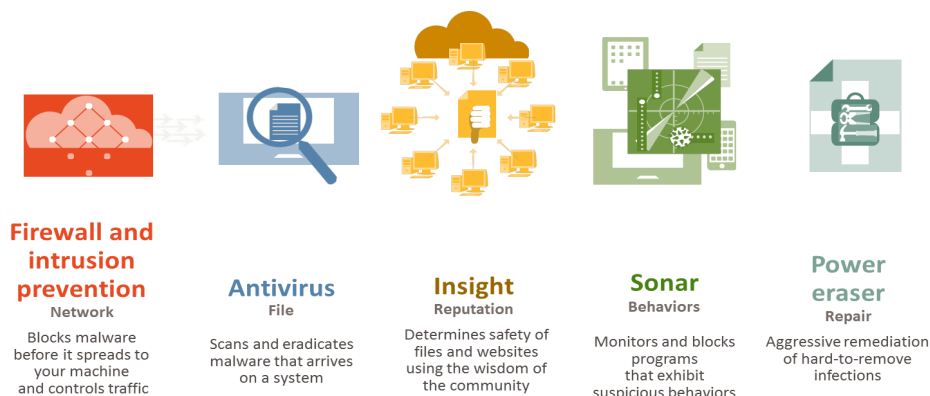 Firewall and
intrusion
prevention
Network
Blocks malware
before it spreads to
your machine
and controls traffic
Antivirus
File
Scans and eradicates
malware that arrives
on a system
Insight
Reputation
Determines safety of
files and websites
using the wisdom of
the community
Sonar
Behaviors
Monitors and blocks
programs
that exhibit
suspicious behaviors
Power
eraser
Repair
Aggressive remediation
of hard-to-remove
infections